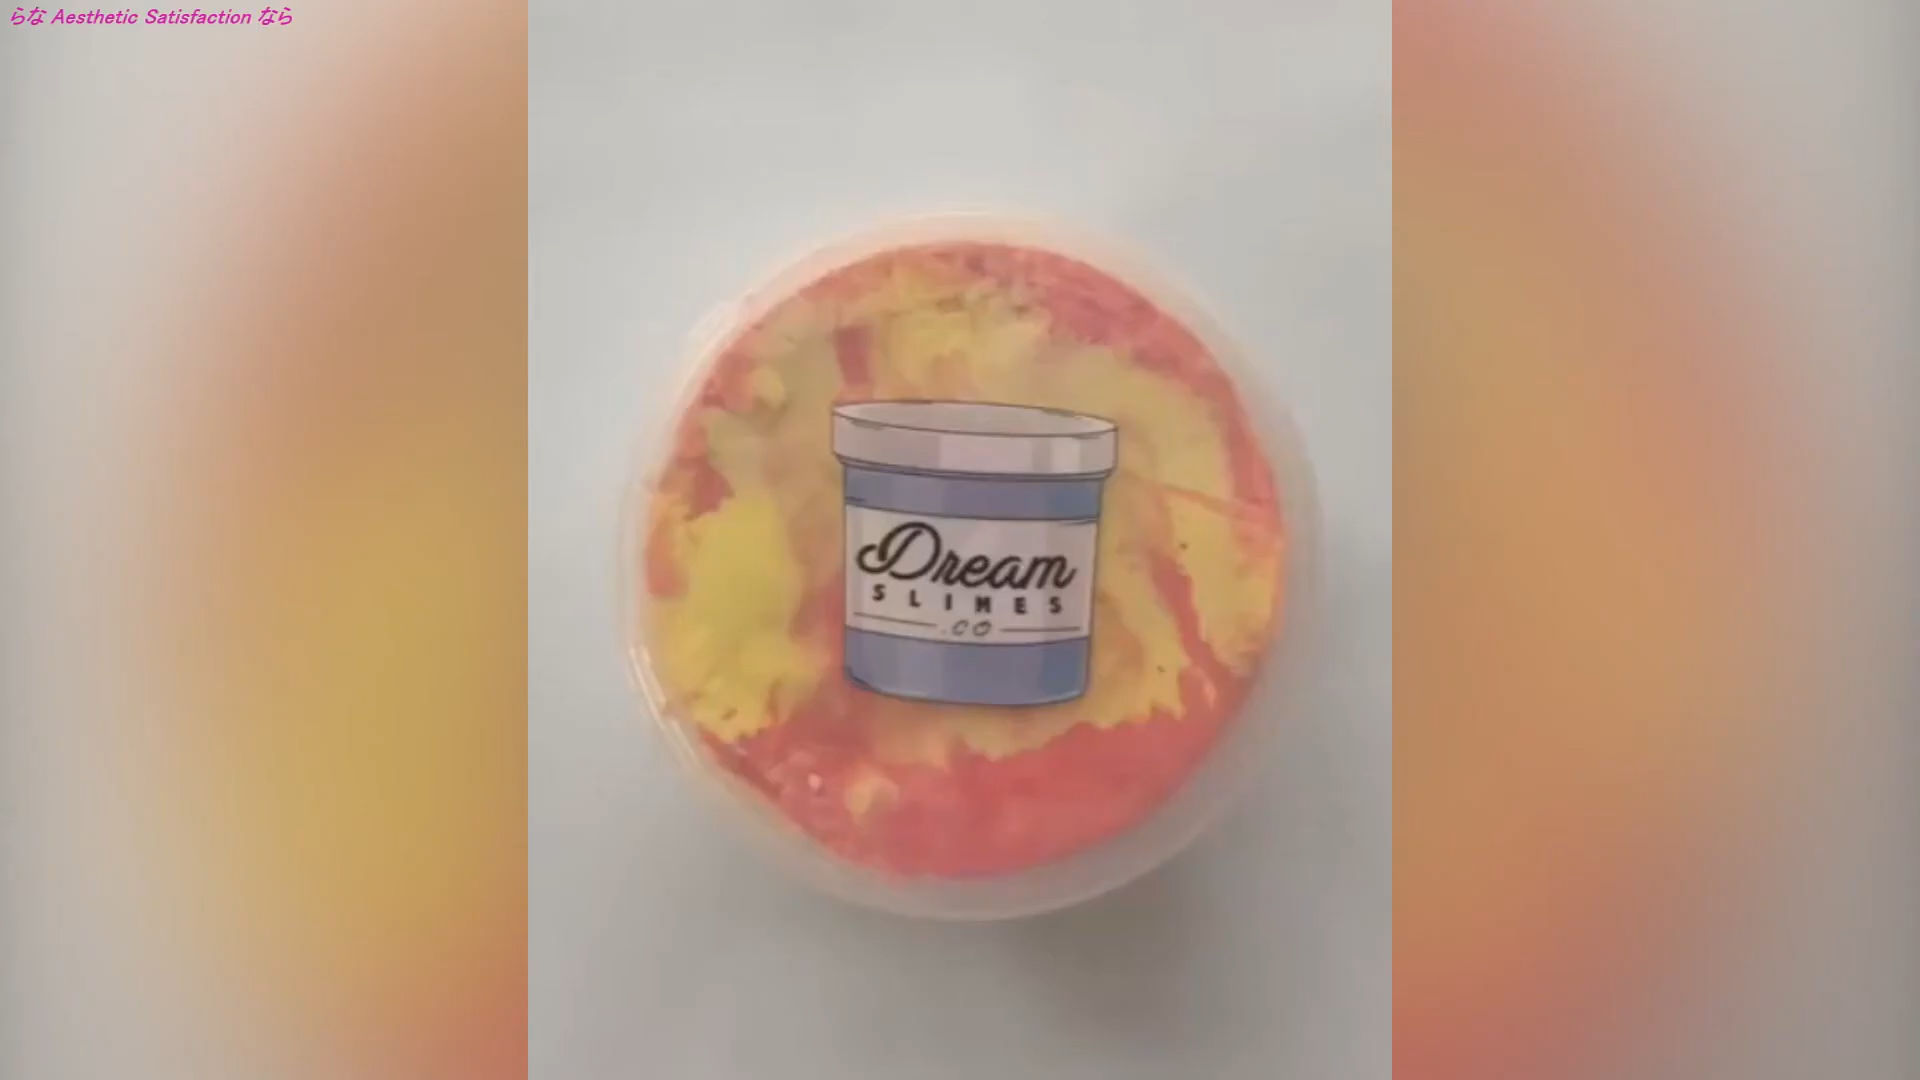 らな Aesthetic Satisfaction なら
Dream
SLIMES
.CO